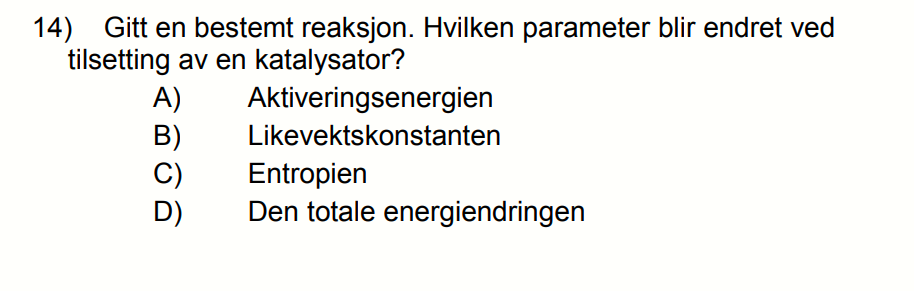 14) Gitt en bestemt reaksjon. Hvilken parameter blir endret ved
tilsetting av en katalysator?
A) Aktiveringsenergien
B) Likevektskonstanten
C) Entropien
D) Den totale energiendringen